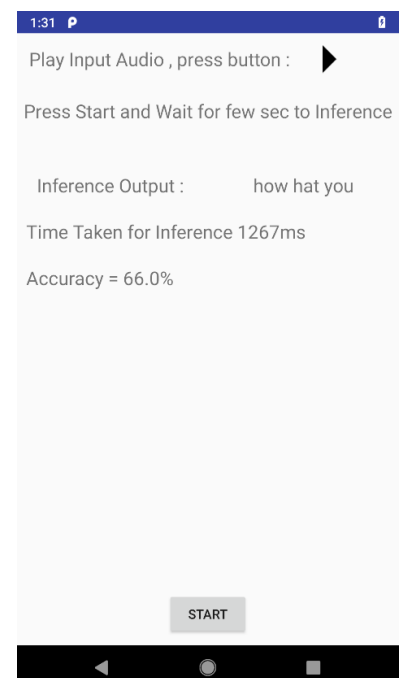 1:31
Play Input Audio , press button :
Press Start and Wait for few sec to Inference
Inference Output : how hat you
Time Taken for Inference 1267ms
Accuracy = 66.0%
START